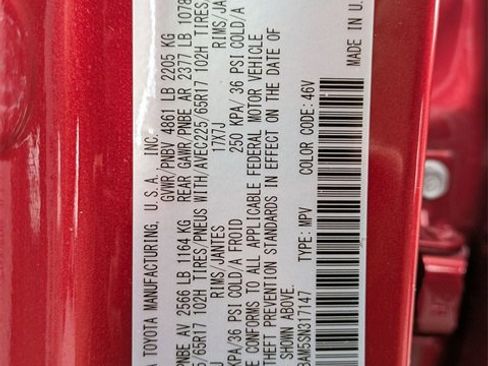 A TOYOTA MANUFACTURING, U.S.A., INC.
GVWR/PNBV 4861 LB 2205 KG
PNBE AV 2566 LB 1164 KG REAR GAWR/PNBE AR 2377 LB 1078
65R17 102H TIRES/PNEUS WITH/AVEC225/65R17 102H TIRES/
RIMS/JANTES 17X7J RIMS/JA
KPA/36 PSI COLD/A FROID 250 KPA/ 36 PSI COLD/A
E CONFORMS TO ALL APPLICABLE FEDERAL MOTOR VEHICLE
THEFT PREVENTION STANDARDS IN EFFECT ON THE DATE OF
SHOWN ABOVE.
BAM5SN317147 TYPE: MPV COLOR CODE: 46V MADE IN U.